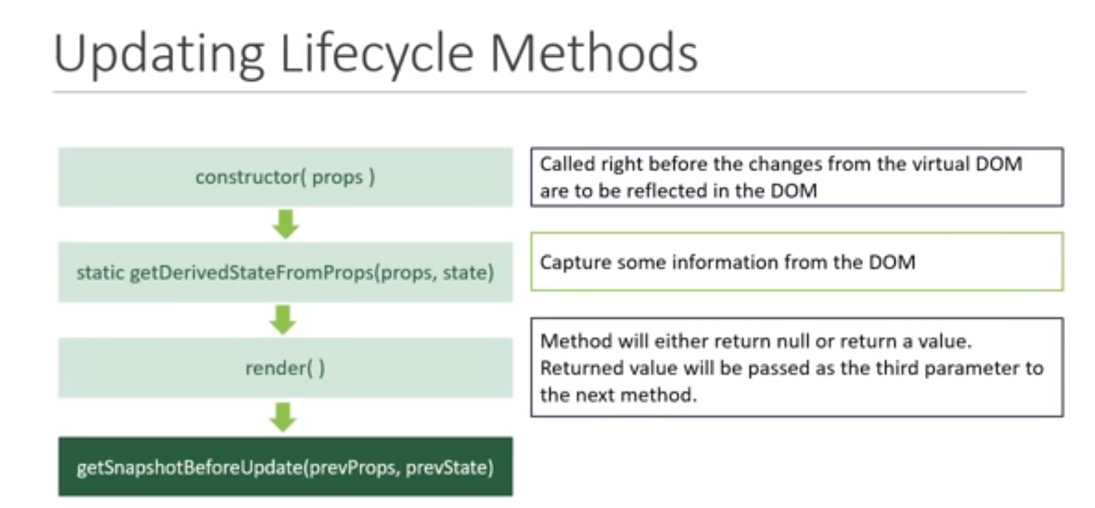 Updating Lifecycle Methods
constructor( props )
static getDerivedStateFromProps(props, state)
render( )
getSnapshotBeforeUpdate(prevProps, prevState)
Called right before the changes from the virtual DOM
are to be reflected in the DOM
Capture some information from the DOM
Method will either return null or return a value.
Returned value will be passed as the third parameter to
the next method.